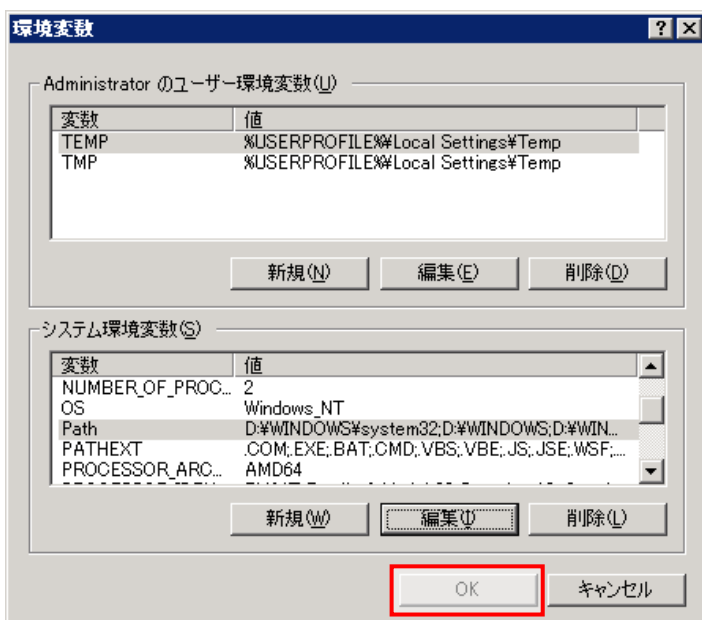 環境変数
Administrator のユーザー環境変数(U)
変数 値
TEMP %USERPROFILE%¥Local Settings¥Temp
TMP %USERPROFILE%¥Local Settings¥Temp
新規(N) 編集(E) 削除(D)
システム環境変数(S)
変数 値
NUMBER_OF_PROC... 2
OS Windows_NT
Path D:¥WINDOWS¥system32;D:¥WINDOWS;D:¥WIN...
PATHEXT .COM;.EXE;.BAT;.CMD;.VBS;.VBE;.JS;.JSE;.WSF;....
PROCESSOR_ARC... AMD64
新規(W) 編集(I) 削除(L)
OK キャンセル